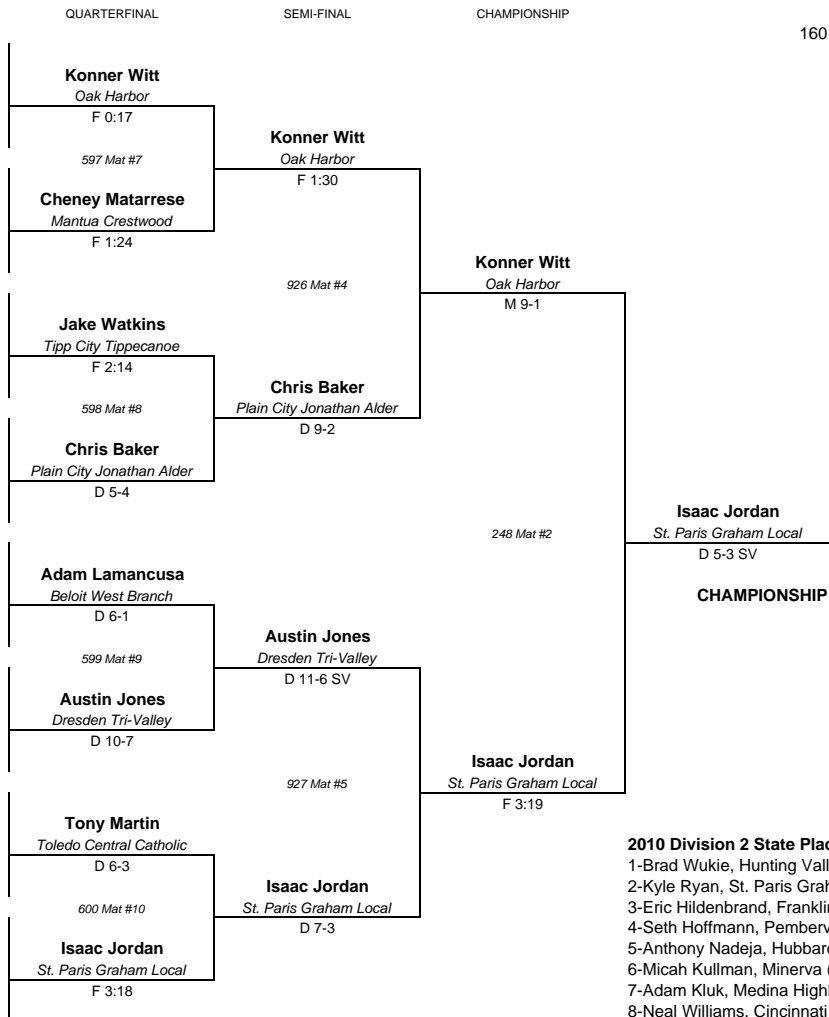 QUARTERFINAL SEMI-FINAL CHAMPIONSHIP
160
Konner Witt
Oak Harbor
F 0:17
597 Mat #7
Cheney Matarrese
Mantua Crestwood
F 1:24
Konner Witt
Oak Harbor
F 1:30
926 Mat #4
Jake Watkins
Tipp City Tippecanoe
F 2:14
598 Mat #8
Chris Baker
Plain City Jonathan Alder
D 5-4
Chris Baker
Plain City Jonathan Alder
D 9-2
Konner Witt
Oak Harbor
M 9-1
248 Mat #2
Isaac Jordan
St. Paris Graham Local
D 5-3 SV
CHAMPIONSHIP
Adam Lamancusa
Beloit West Branch
D 6-1
599 Mat #9
Austin Jones
Dresden Tri-Valley
D 10-7
Austin Jones
Dresden Tri-Valley
D 11-6 SV
927 Mat #5
Isaac Jordan
St. Paris Graham Local
F 3:19
Tony Martin
Toledo Central Catholic
D 6-3
600 Mat #10
Isaac Jordan
St. Paris Graham Local
F 3:18
Isaac Jordan
St. Paris Graham Local
D 7-3
2010 Division 2 State
1-Brad Wukie, Hunting
2-Kyle Ryan, St. Paris
3-Eric Hildenbrand,
4-Seth Hoffmann,
5-Anthony Nadeja,
6-Micah Kullman, Minerva
7-Adam Kluk, Medina
8-Neal Williams, Cincinnati